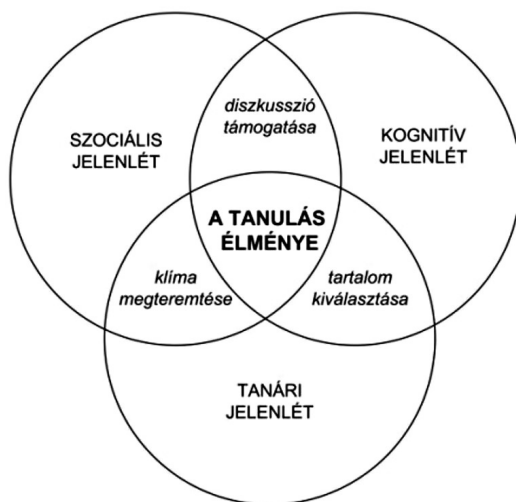 diszkusszió
támogatása
SZOCIÁLIS
JELENLÉT
KOGNITÍV
JELENLÉT
A TANULÁS
ÉLMÉNYE
klíma
megteremtése
tartalom
kiválasztása
TANÁRI
JELENLÉT